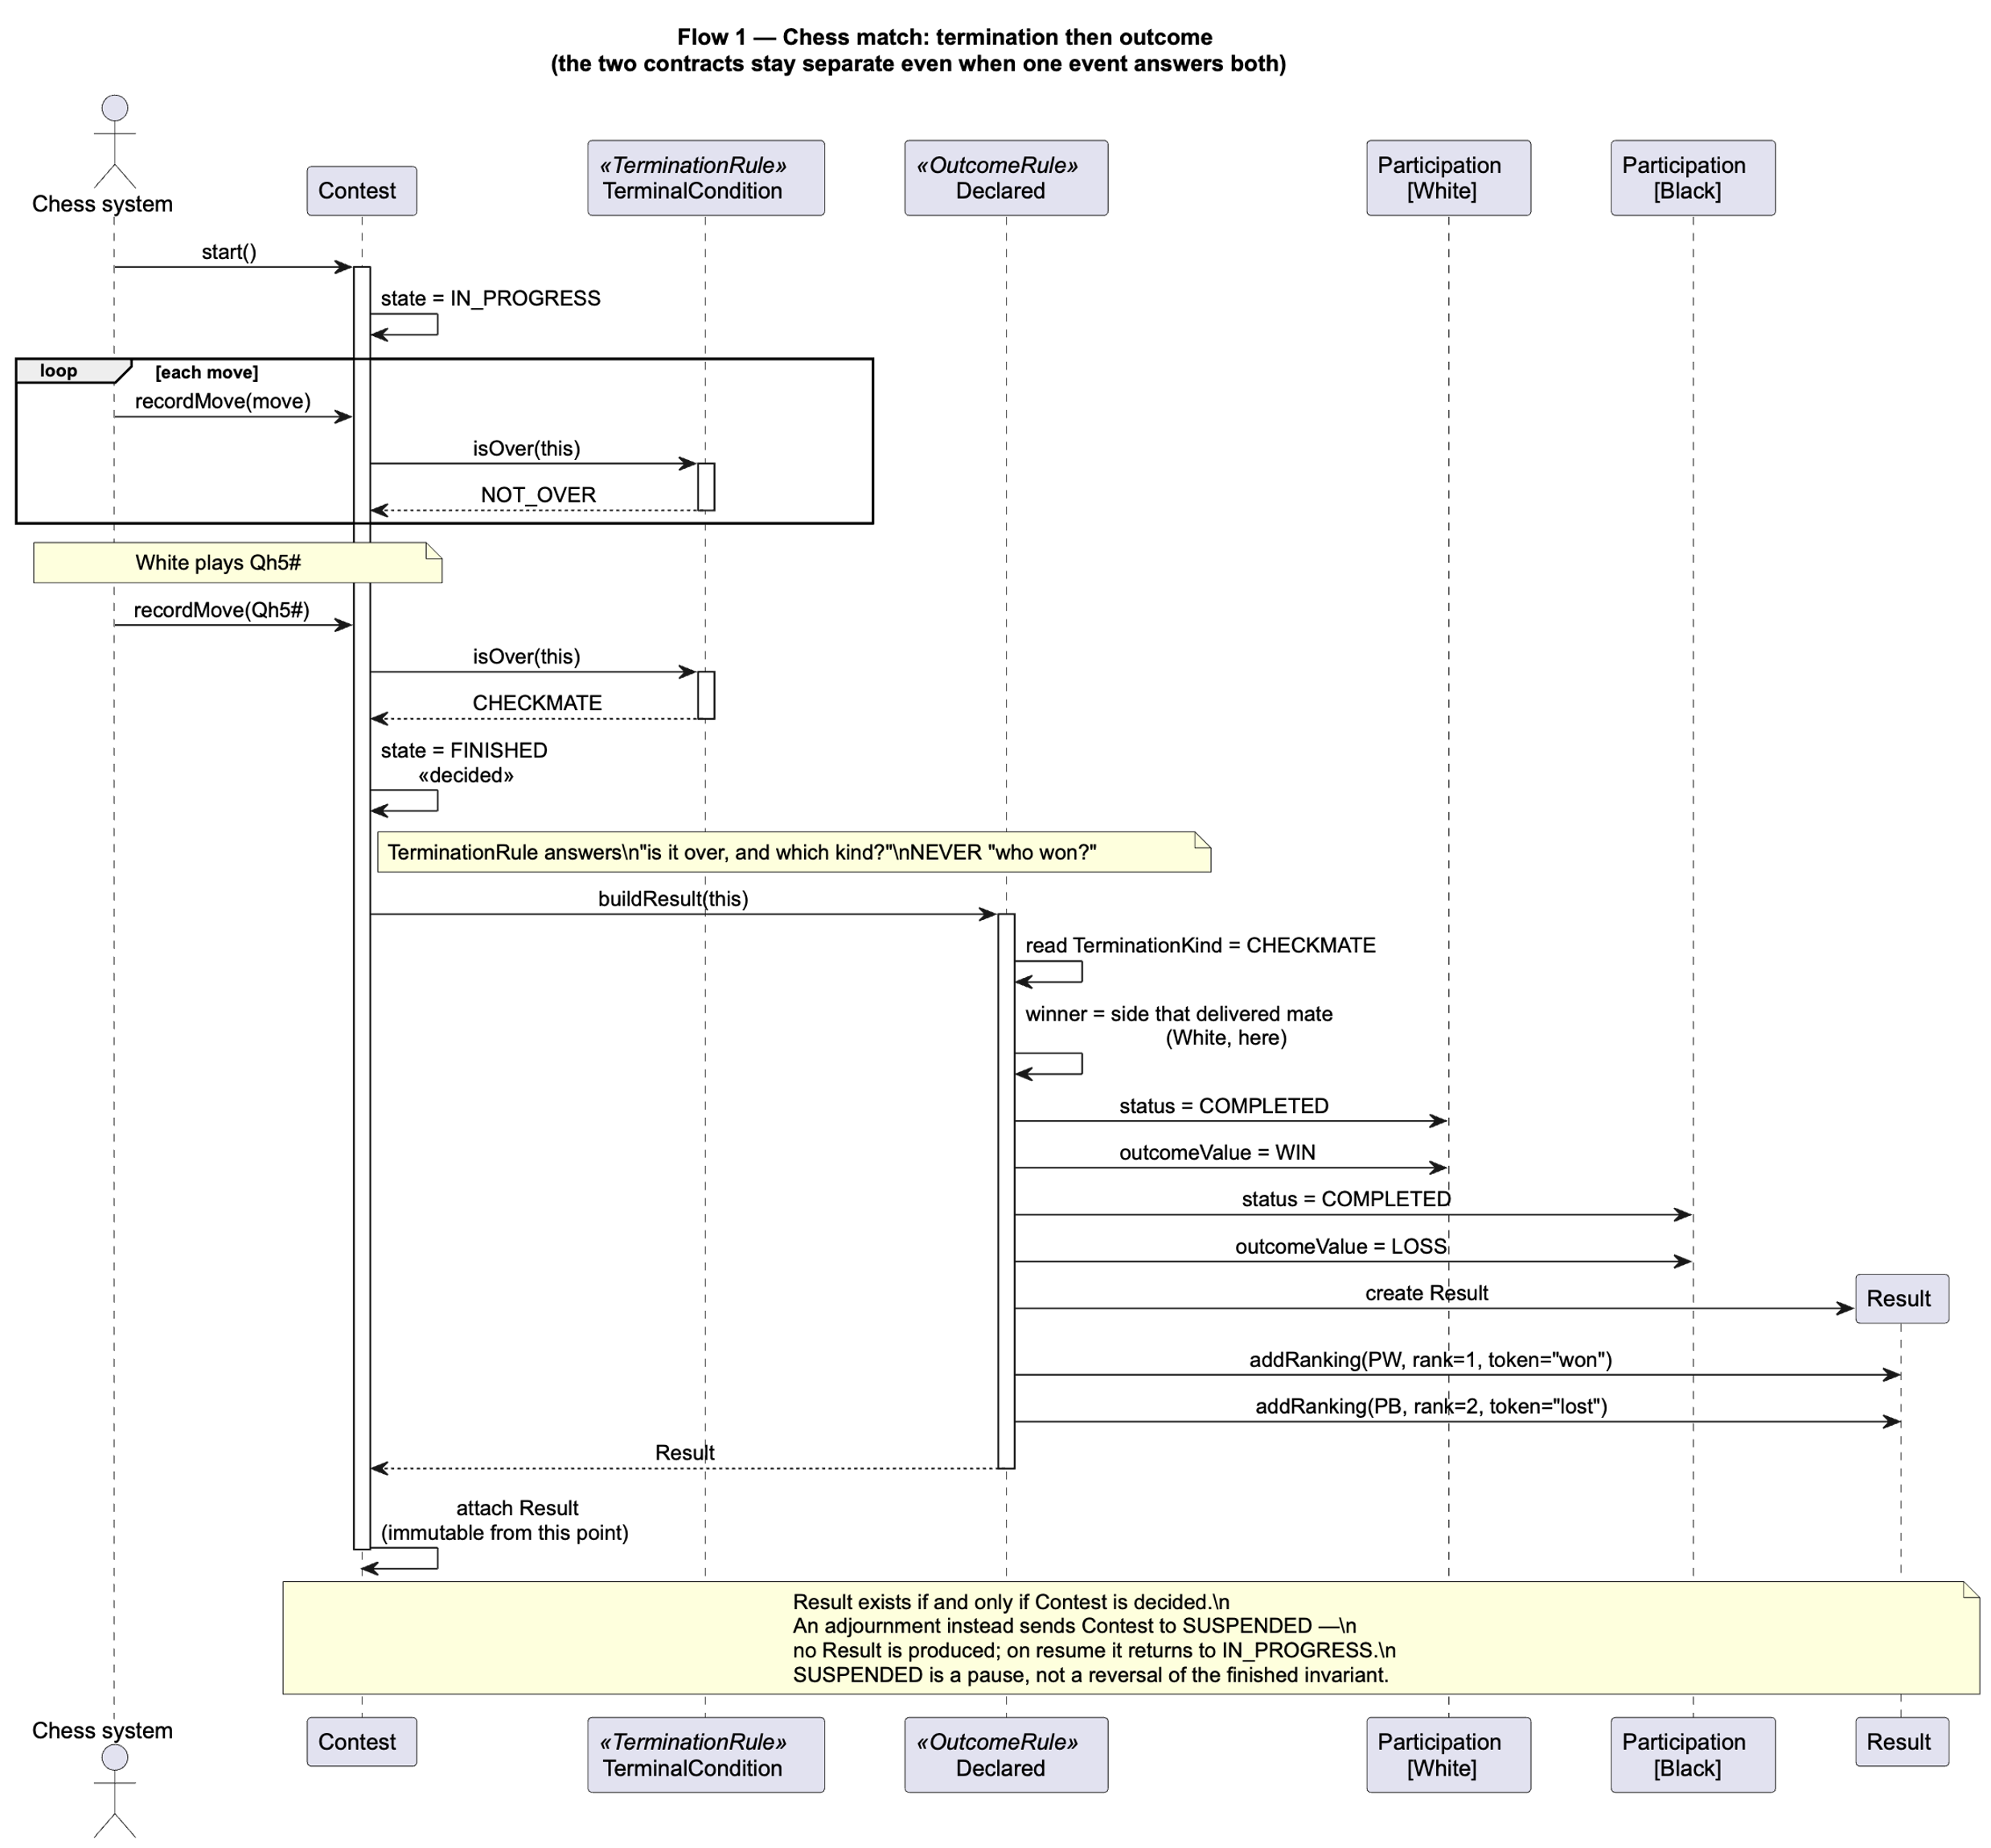 Flow 1 — Chess match: termination then outcome
(the two contracts stay separate even when one event answers both)
Chess system
Contest
«TerminationRule»
TerminalCondition
«OutcomeRule»
Declared
Participation
[White]
Participation
[Black]
start()
state = IN_PROGRESS
loop
[each move]
recordMove(move)
isOver(this)
NOT_OVER
White plays Qh5#
recordMove(Qh5#)
isOver(this)
CHECKMATE
state = FINISHED
«decided»
TerminationRule answers\n"is it over, and which kind?"\nNEVER "who won?"
buildResult(this)
read TerminationKind = CHECKMATE
winner = side that delivered mate
(White, here)
status = COMPLETED
outcomeValue = WIN
status = COMPLETED
outcomeValue = LOSS
create Result
Result
addRanking(PW, rank=1, token="won")
addRanking(PB, rank=2, token="lost")
Result
attach Result
(immutable from this point)
Result exists if and only if Contest is decided.\n
An adjournment instead sends Contest to SUSPENDED —\n
no Result is produced; on resume it returns to IN_PROGRESS.\n
SUSPENDED is a pause, not a reversal of the finished invariant.
Chess system
Contest
«TerminationRule»
TerminalCondition
«OutcomeRule»
Declared
Participation
[White]
Participation
[Black]
Result